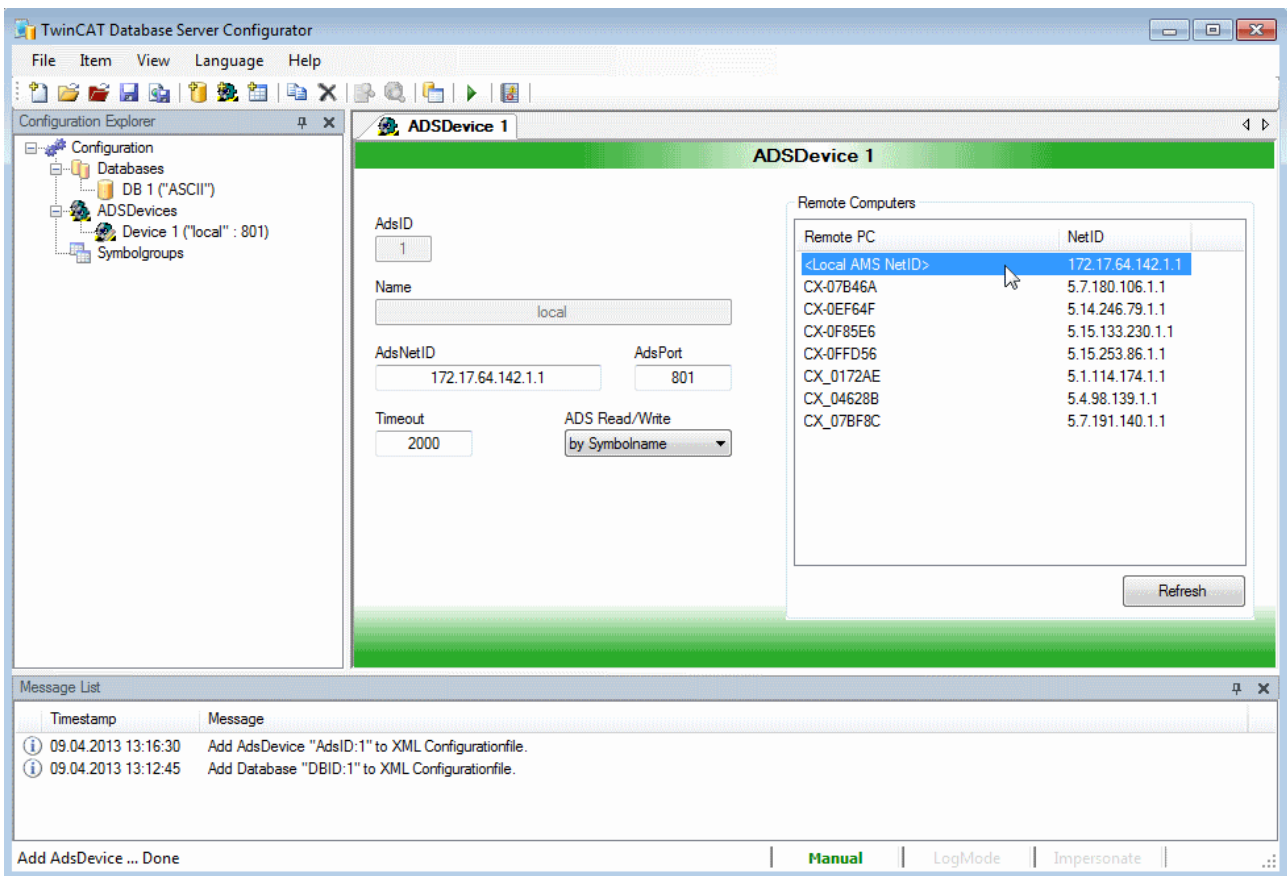 TwinCAT Database Server Configurator
File Item View Language Help
Configuration Explorer
Configuration
Databases
DB 1 ("ASCII")
ADSDevices
Device 1 ("local" : 801)
Symbolgroups
ADSDevice 1
ADSDevice 1
AdsID
1
Name
local
AdsNetID AdsPort
172.17.64.142.1.1 801
Timeout ADS Read/Write
2000 by Symbolname
Remote Computers
Remote PC NetID
<Local AMS NetID> 172.17.64.142.1.1
CX-07B46A 5.7.180.106.1.1
CX-0EF64F 5.14.246.79.1.1
CX-0F85E6 5.15.133.230.1.1
CX-0FFD56 5.15.253.86.1.1
CX_0172AE 5.1.114.174.1.1
CX_04628B 5.4.98.139.1.1
CX_07BF8C 5.7.191.140.1.1
Refresh
Message List
Timestamp Message
09.04.2013 13:16:30 Add AdsDevice "AdsID:1" to XML Configurationfile.
09.04.2013 13:12:45 Add Database "DBID:1" to XML Configurationfile.
Add AdsDevice ... Done Manual LogMode Impersonate